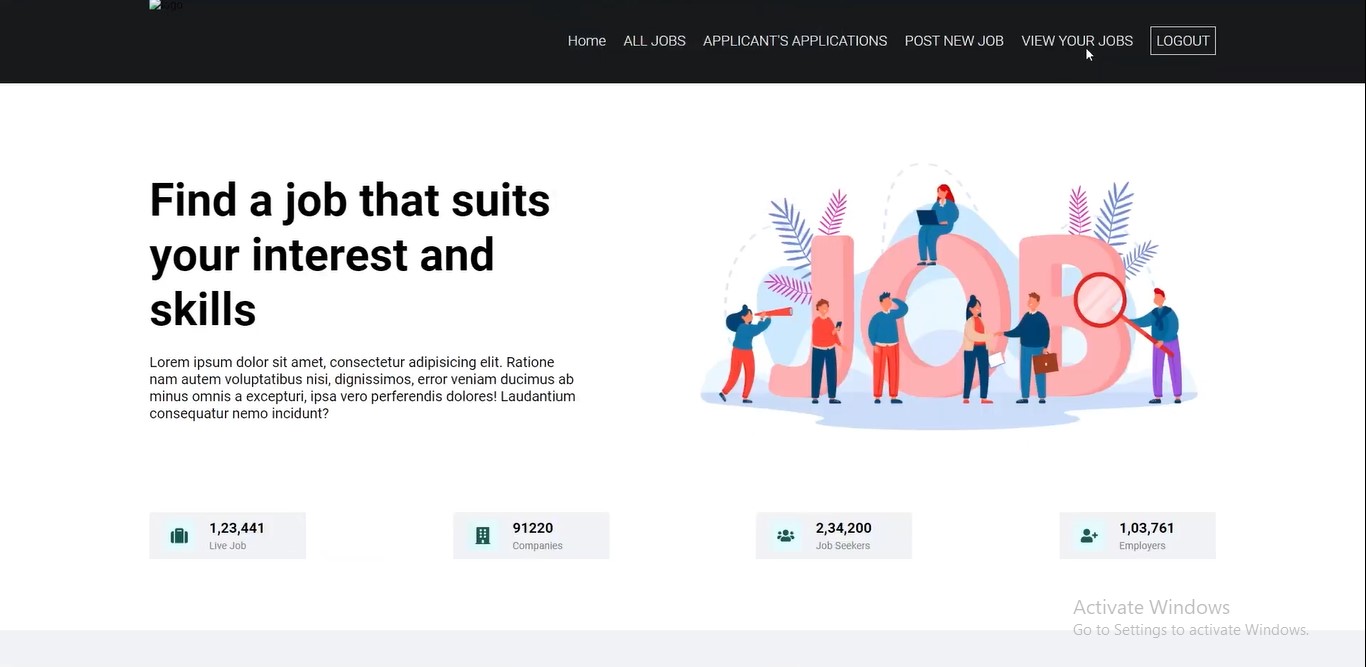 logo
Home ALL JOBS APPLICANT'S APPLICATIONS POST NEW JOB VIEW YOUR JOBS LOGOUT
Find a job that suits
your interest and
skills
Lorem ipsum dolor sit amet, consectetur adipisicing elit. Ratione
nam autem voluptatibus nisi, dignissimos, error veniam ducimus ab
minus omnis a excepturi, ipsa vero perferendis dolores! Laudantium
consequatur nemo incidunt?
JOB
1,23,441
Live Job
91220
Companies
2,34,200
Job Seekers
1,03,761
Employers
Activate Windows
Go to Settings to activate Windows.